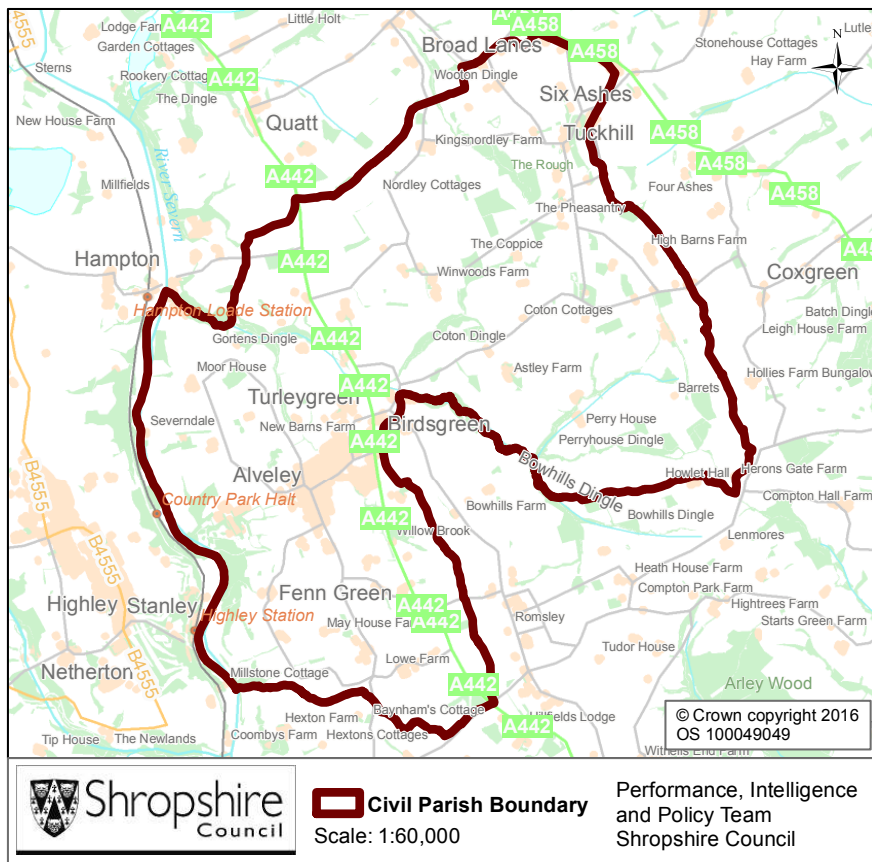 Lodge Farm
Garden Cottages
Little Holt
A458
A458
Lutley
B4555
A442
Broad Lanes
A458
Stonehouse Cottages
Hay Farm
N
Sterns
Rookery Cottag
A442
The Dingle
Wooton Dingle
Six Ashes
New House Farm
Quatt
Tuckhill
A458
Kingsnordley Farm
River Severn
The Rough
A458
Millfields
A442
Nordley Cottages
Four Ashes
A458
The Pheasantry
Hampton
A442
The Coppice
High Barns Farm
A45
Winwoods Farm
Coxgreen
Hampton Loade Station
Coton Cottages
Batch Dingle
Leigh House Farm
Gortens Dingle
A442
Coton Dingle
Moor House
Astley Farm
Hollies Farm Bungalow
A442
Barrets
Turleygreen
Severndale
New Barns Farm
Birdsgreen
Perry House
A442
Perryhouse Dingle
Alveley
Bowhills Dingle
Howlet Hall
Herons Gate Farm
Country Park Halt
Bowhills Farm
Bowhills Dingle
Compton Hall Farm
A442
Willow Brook
B4555
Lenmores
Fenn Green
Heath House Farm
Compton Park Farm
Highley
Stanley
Highley Station
A442
May House Far
A442
Romsley
Hightrees Farm
Starts Green Farm
Netherton
Lowe Farm
Tudor House
Millstone Cottage
A442
Arley Wood
B4555
Baynham's Cottage
Hexton Farm
A442
Hillfields Lodge
Tip House
The Newlands
Coombys Farm
Hextons Cottages
Withells End Farm
© Crown copyright 2016
OS 100049049
Shropshire
Council
Civil Parish Boundary
Scale: 1:60,000
Performance, Intelligence
and Policy Team
Shropshire Council